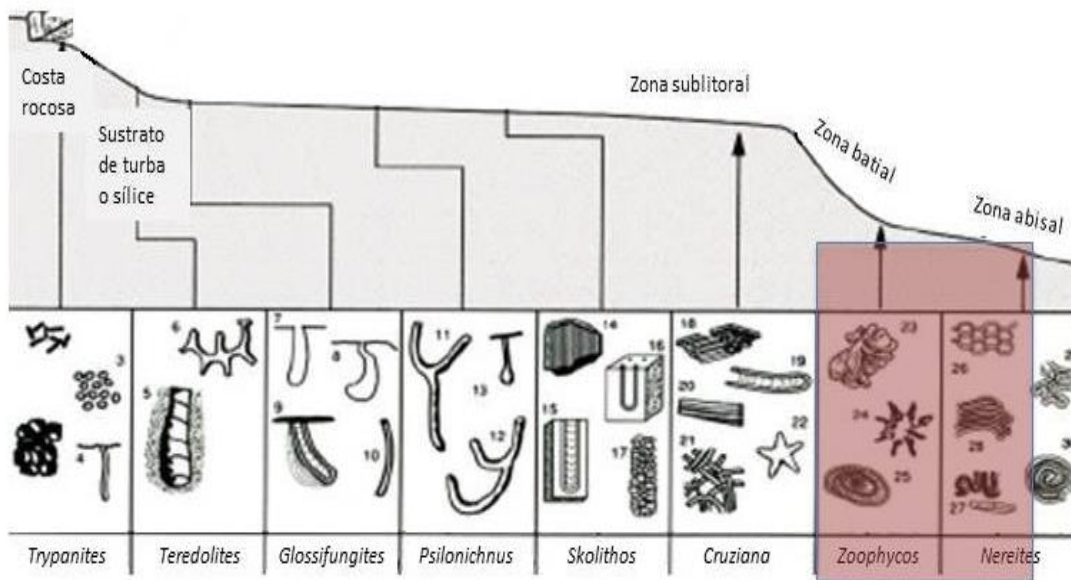 Costa
rocosa
Sustrato
de turba
o sílice
Zona sublitoral
Zona batial
Zona abisal
3
4
5
6
7
8
9
10
11
12
13
14
15
16
17
18
19
20
21
22
23
24
25
26
28
27
Trypanites
Teredolites
Glossifungites
Psilonichnus
Skolithos
Cruziana
Zoophycos
Nereites